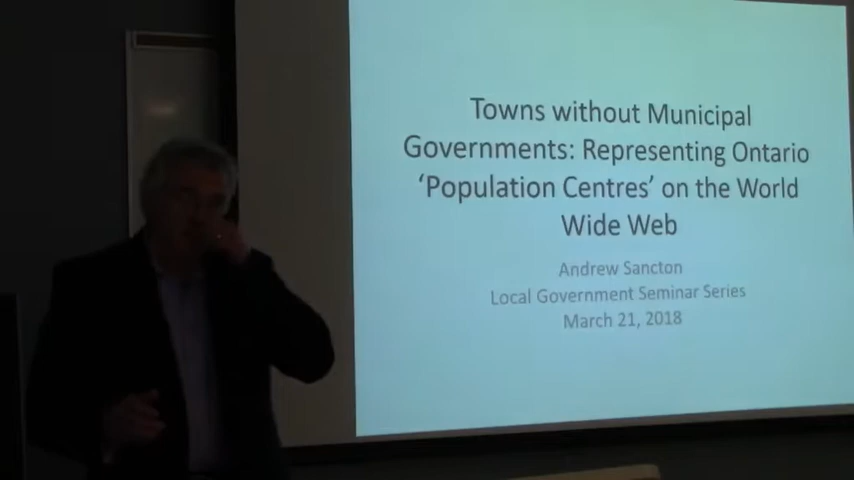 Towns without Municipal
Governments: Representing Ontario
‘Population Centres’ on the World
Wide Web
Andrew Sancton
Local Government Seminar Series
March 21, 2018